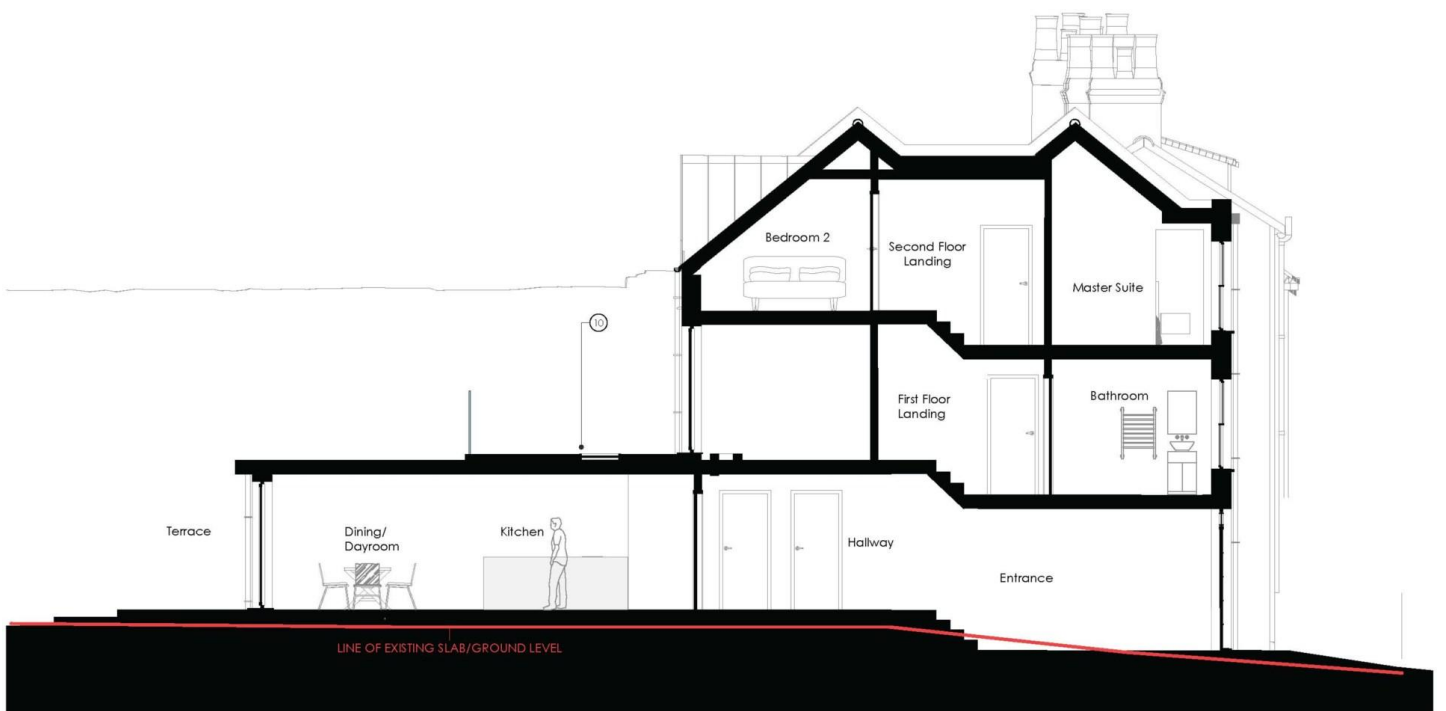 Bedroom 2
Second Floor
Landing
Master Suite
10
First Floor
Landing
Bathroom
Terrace
Dining/
Dayroom
Kitchen
Hallway
Entrance
LINE OF EXISTING SLAB/GROUND LEVEL